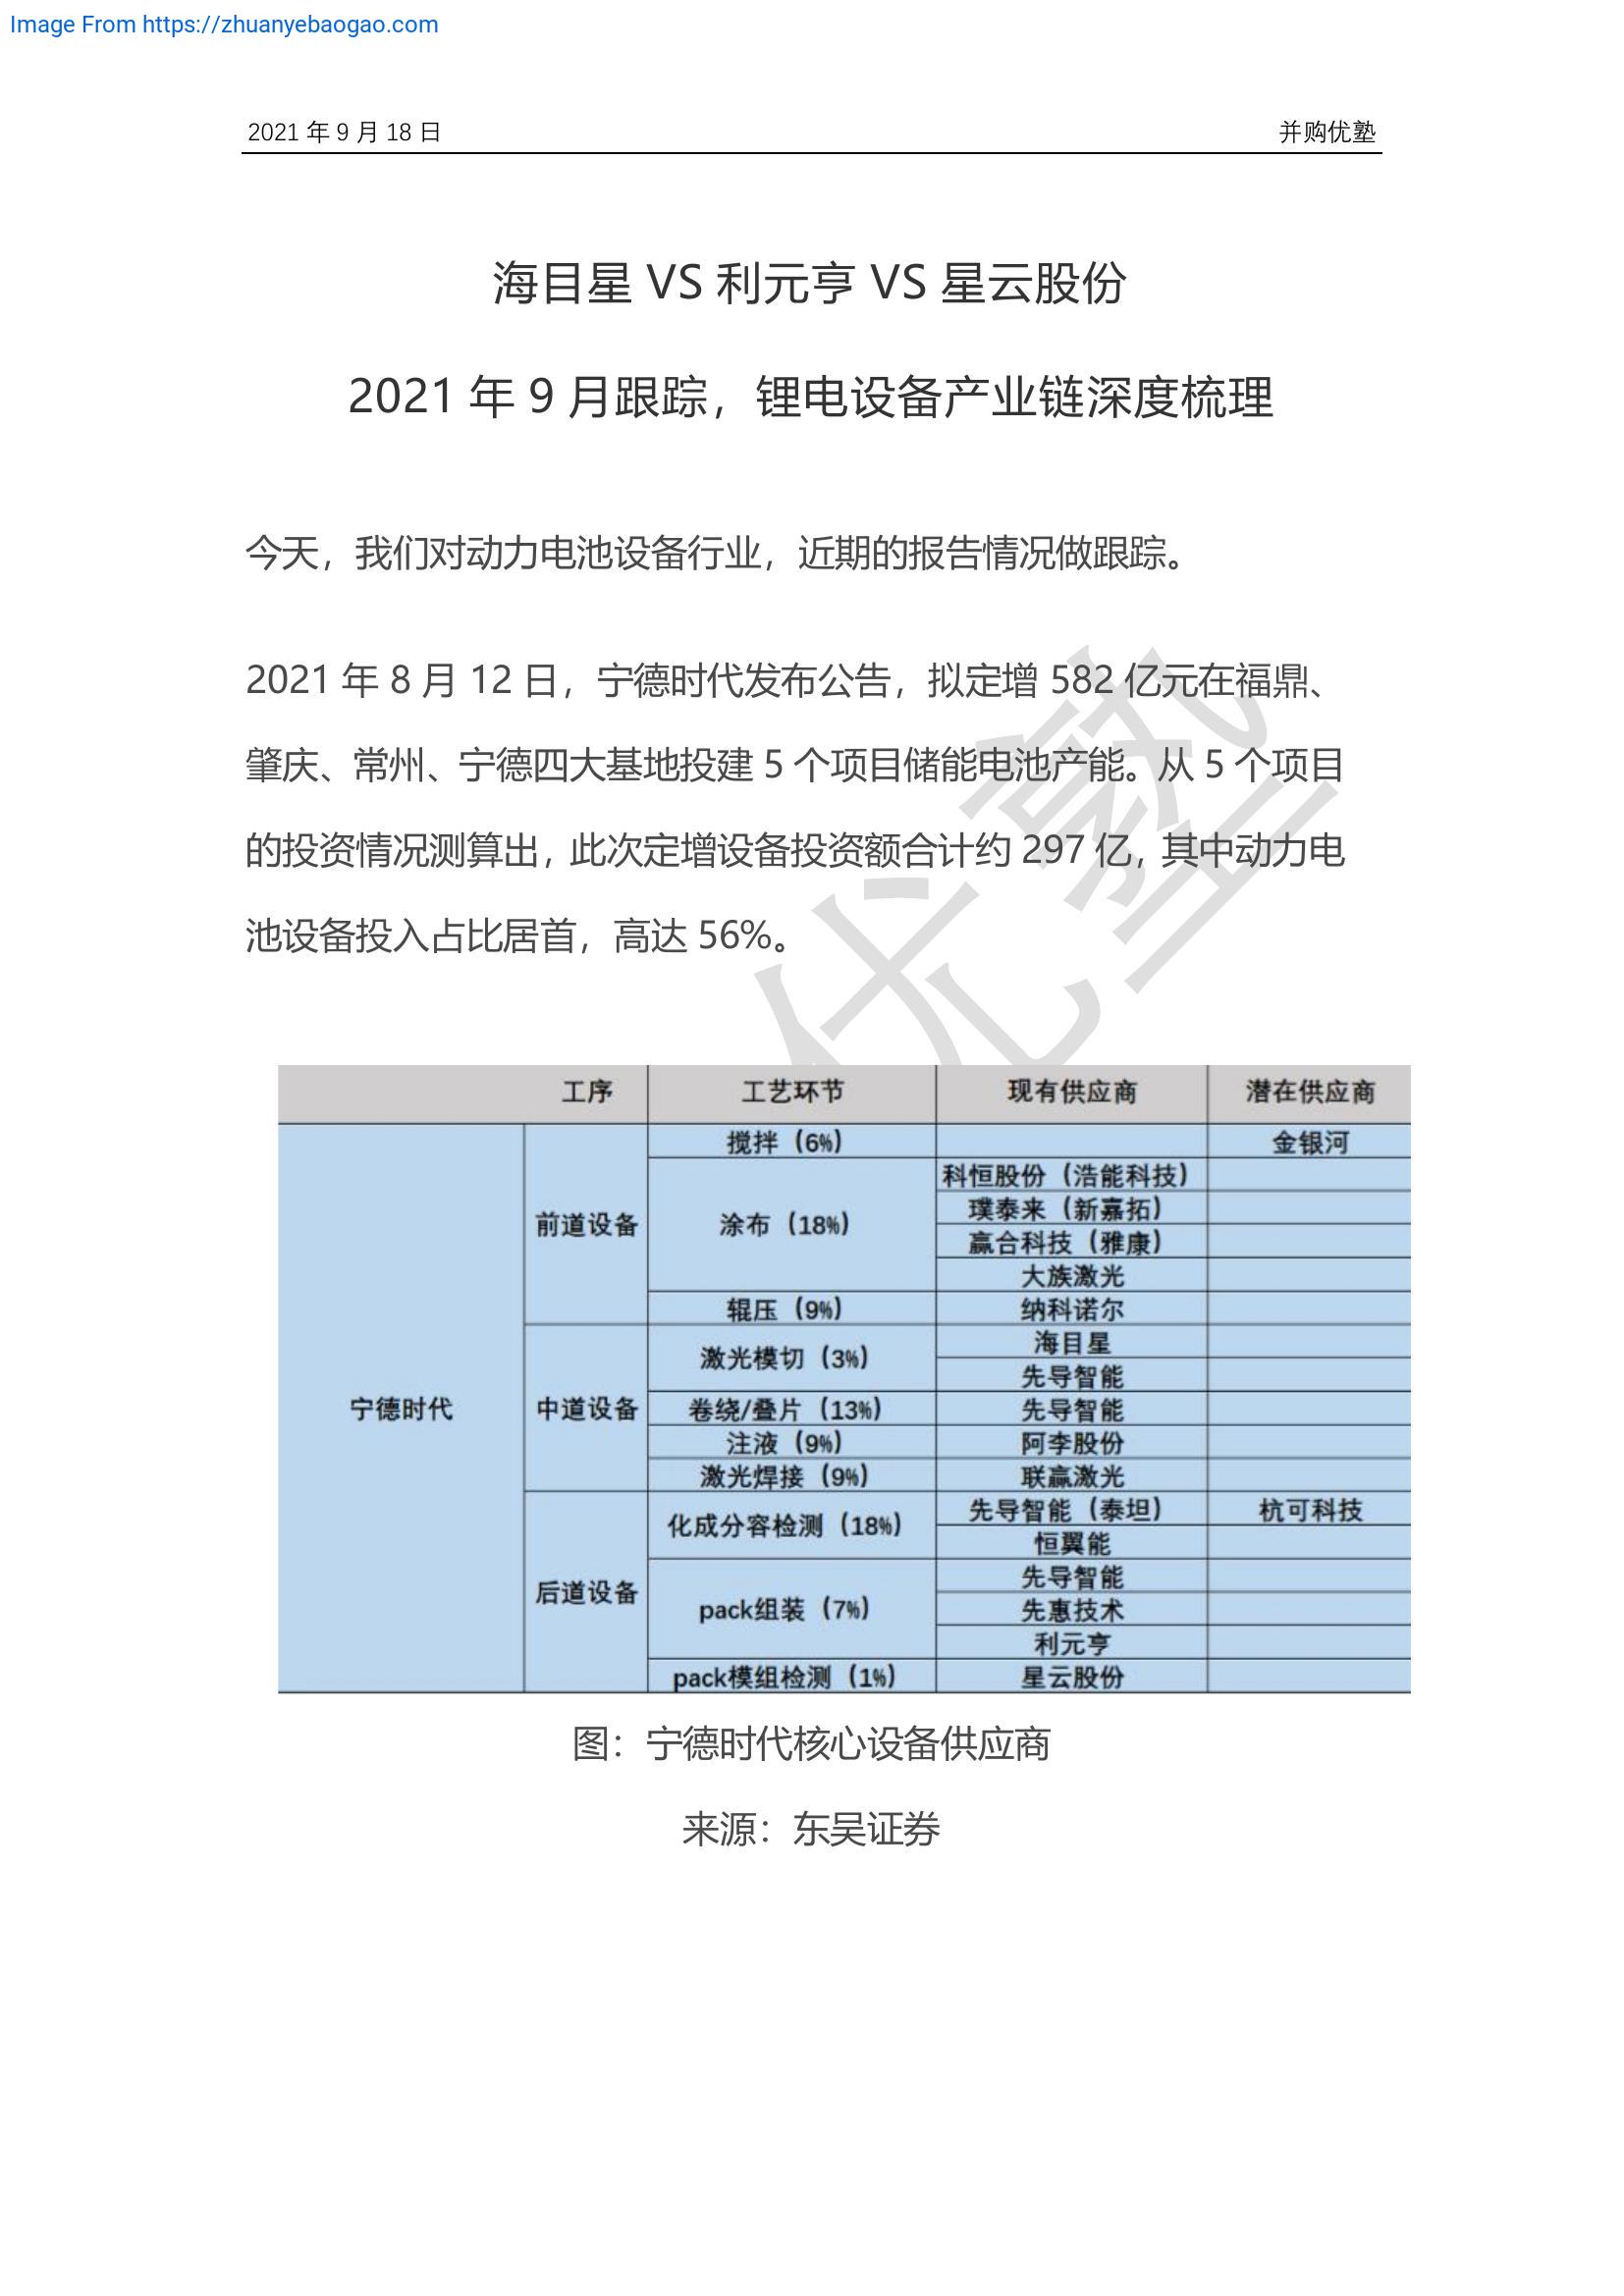 Image From https://zhuanyebaogao.com
2021 年 9 月 18 日 并购优塾
海目星 VS 利元亨 VS 星云股份
2021 年 9 月跟踪，锂电设备产业链深度梳理
今天，我们对动力电池设备行业，近期的报告情况做跟踪。
2021 年 8 月 12 日，宁德时代发布公告，拟定增 582 亿元在福鼎、
肇庆、常州、宁德四大基地投建 5 个项目储能电池产能。从 5 个项目
的投资情况测算出，此次定增设备投资额合计约 297 亿，其中动力电
池设备投入占比居首，高达 56%。
优塾
工序 工艺环节 现有供应商 潜在供应商
宁德时代
前道设备
搅拌（6%） 金银河
涂布（18%）
科恒股份（浩能科技）
璞泰来（新嘉拓）
赢合科技（雅康）
大族激光
辊压（9%） 纳科诺尔
中道设备
激光模切（3%）
海目星
先导智能
卷绕/叠片（13%） 先导智能
注液（9%） 阿李股份
激光焊接（9%） 联赢激光
后道设备
化成分容检测（18%）
先导智能（泰坦） 杭可科技
恒翼能
pack组装（7%）
先导智能
先惠技术
利元亨
pack模组检测（1%） 星云股份
图：宁德时代核心设备供应商
来源：东吴证券